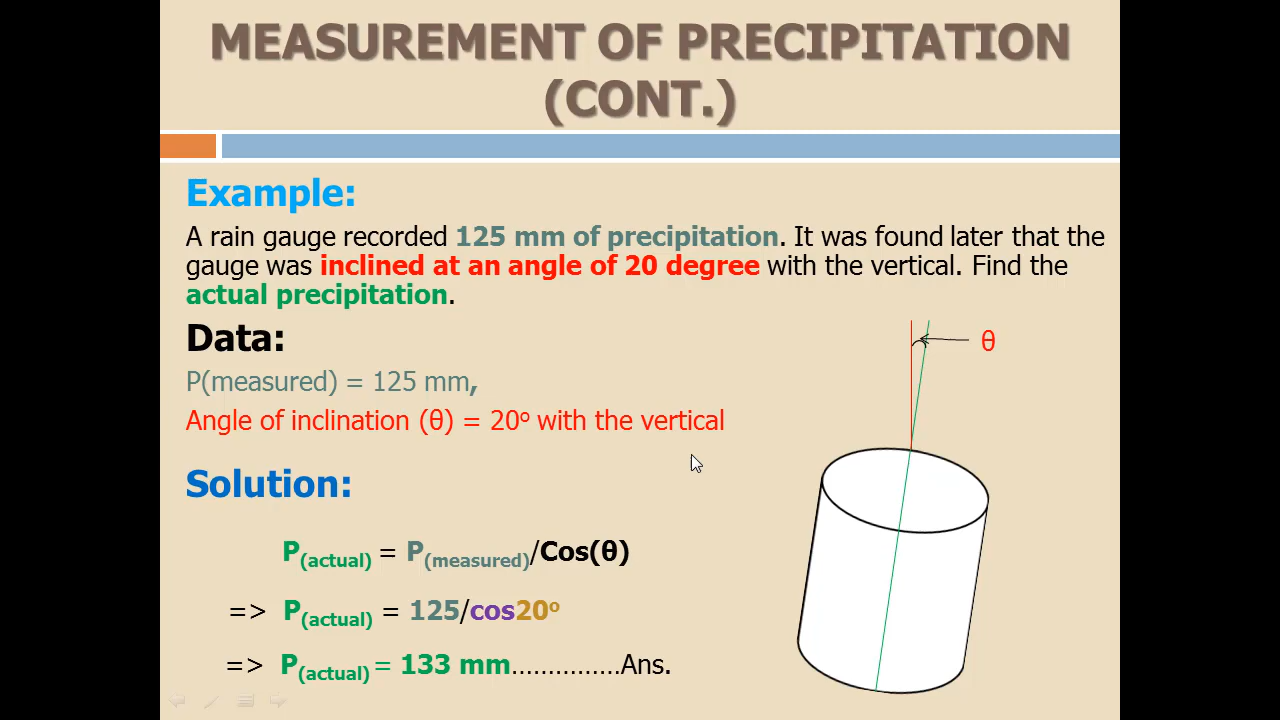 MEASUREMENT OF PRECIPITATION
(CONT.)
Example:
A rain gauge recorded 125 mm of precipitation. It was found later that the
gauge was inclined at an angle of 20 degree with the vertical. Find the
actual precipitation.
Data:
θ
P(measured) = 125 mm,
Angle of inclination (θ) = 20º with the vertical
Solution:
P(actual) = P(measured)/Cos(θ)
=> P(actual) = 125/cos20º
=> P(actual) = 133 mm...............Ans.